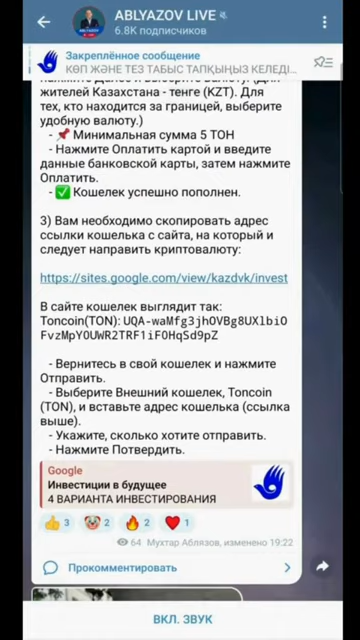 ABLYAZOV LIVE
6.8K подписчиков
Закреплённое сообщение
КӨП ЖӘНЕ ТЕЗ ТАБЫС ТАПҚЫҢЫЗ КЕЛЕДІ...
жителей Казахстана - тенге (KZT). Для
тех, кто находится за границей, выберите
удобную валюту.)
- 📌 Минимальная сумма 5 ТОН
- Нажмите Оплатить картой и введите
данные банковской карты, затем нажмите
Оплатить.
- ✅ Кошелек успешно пополнен.
3) Вам необходимо скопировать адрес
ссылки кошелька с сайта, на который и
следует направить криптовалюту:
https://sites.google.com/view/kazdvk/invest
В сайте кошелек выглядит так:
Toncoin(TON): UQA-waMfg3jhOVBg8UXlbiO
FvzMpY0UWR2TRF1iF0HqSd9pZ
- Вернитесь в свой кошелек и нажмите
Отправить.
- Выберите Внешний кошелек, Toncoin
(TON), и вставьте адрес кошелька (ссылка
выше).
- Укажите, сколько хотите отправить.
- Нажмите Потвердить.
Google
Инвестиции в будущее
4 ВАРИАНТА ИНВЕСТИРОВАНИЯ
👍 3 🤡 2 🔥 2 ❤ 1
64 Мухтар Аблязов, изменено 19:22
Прокомментировать
ВКЛ. ЗВУК